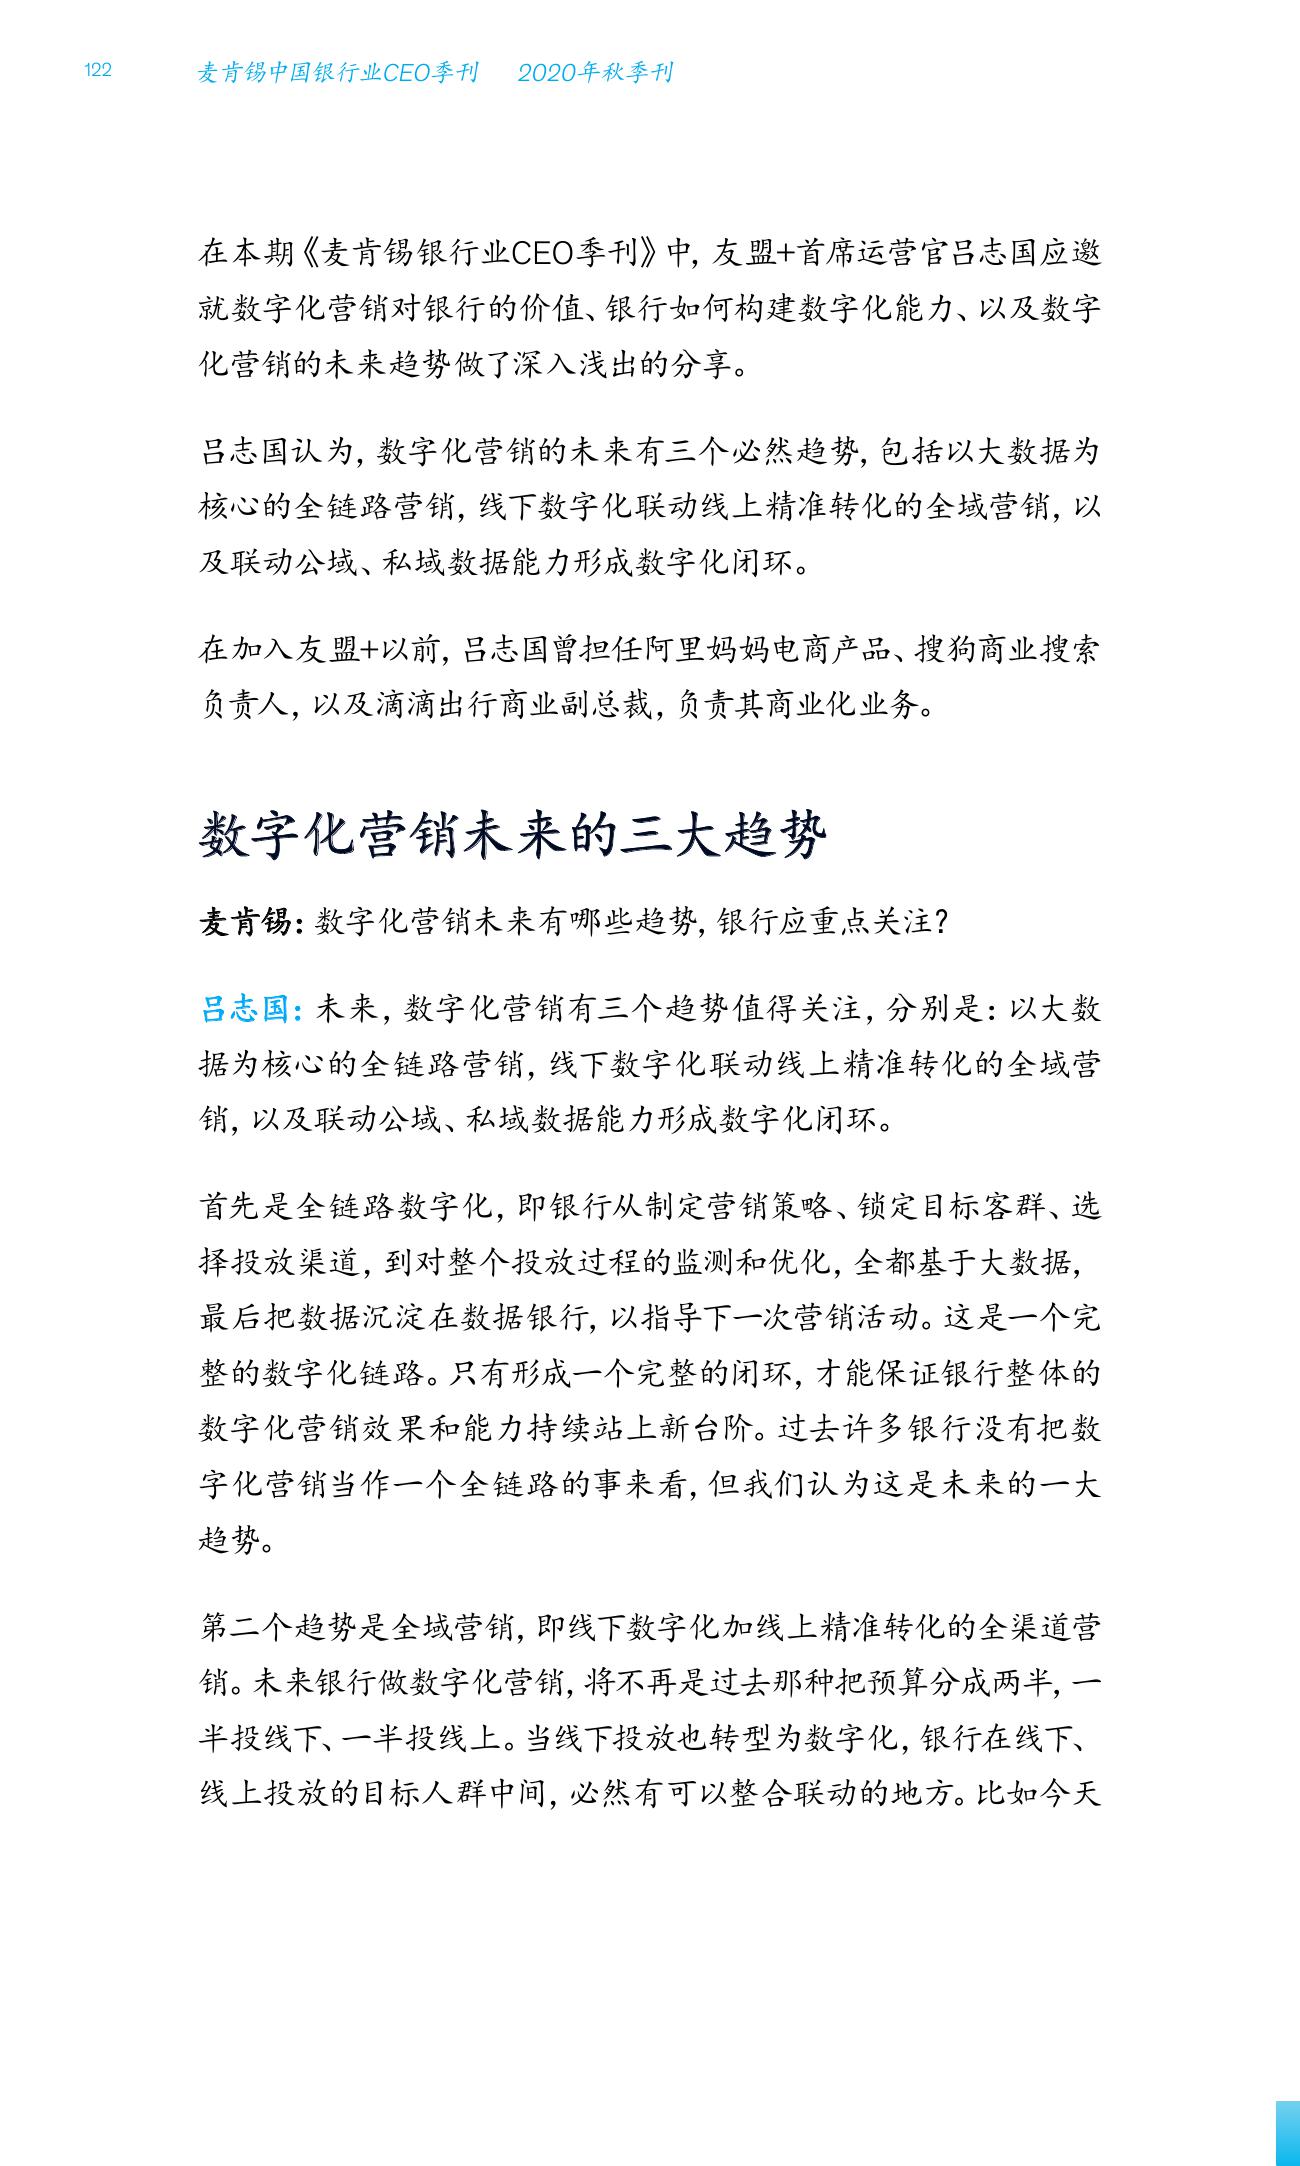 122
麦肯锡中国银行业CEO季刊 2020年秋季刊
在本期《麦肯锡银行业CEO季刊》中, 友盟+首席运营官吕志国应邀
就数字化营销对银行的价值、银行如何构建数字化能力、以及数字
化营销的未来趋势做了深入浅出的分享。
吕志国认为, 数字化营销的未来有三个必然趋势, 包括以大数据为
核心的全链路营销, 线下数字化联动线上精准转化的全域营销, 以
及联动公域、私域数据能力形成数字化闭环。
在加入友盟+以前, 吕志国曾担任阿里妈妈电商产品、搜狗商业搜索
负责人, 以及滴滴出行商业副总裁, 负责其商业化业务。
数字化营销未来的三大趋势
麦肯锡: 数字化营销未来有哪些趋势, 银行应重点关注?
吕志国: 未来, 数字化营销有三个趋势值得关注, 分别是: 以大数
据为核心的全链路营销, 线下数字化联动线上精准转化的全域营
销, 以及联动公域、私域数据能力形成数字化闭环。
首先是全链路数字化, 即银行从制定营销策略、锁定目标客群、选
择投放渠道, 到对整个投放过程的监测和优化, 全都基于大数据,
最后把数据沉淀在数据银行, 以指导下一次营销活动。这是一个完
整的数字化链路。只有形成一个完整的闭环, 才能保证银行整体的
数字化营销效果和能力持续站上新台阶。过去许多银行没有把数
字化营销当作一个全链路的事来看, 但我们认为这是未来的一大
趋势。
第二个趋势是全域营销, 即线下数字化加线上精准转化的全渠道营
销。未来银行做数字化营销, 将不再是过去那种把预算分成两半, 一
半投线下、一半投线上。当线下投放也转型为数字化, 银行在线下、
线上投放的目标人群中间, 必然有可以整合联动的地方。比如今天